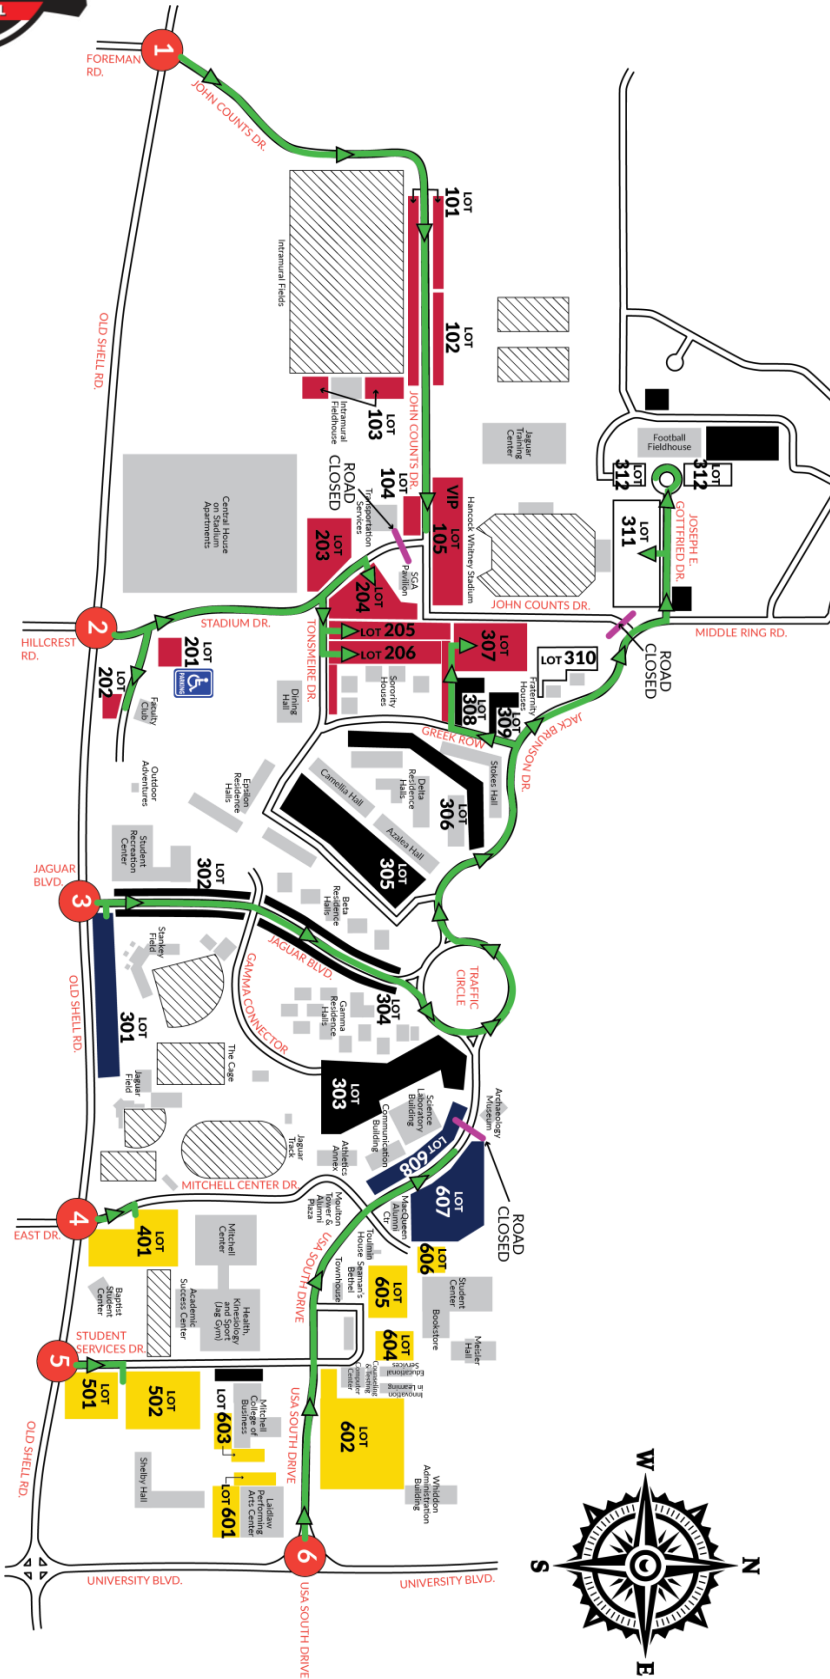 1
FOREMAN
RD.
JOHN COUNTS DR.
LOT
101
LOT
102
Intramural Fields
OLD SHELL RD.
LOT
103
Intramural
Fieldhouse
JOHN COUNTS DR.
Jaguar
Training
Center
Football
Fieldhouse
312
312
LOT
311
JOSEPH E.
GOTTFRIED DR.
ROAD
CLOSED
LOT
104
Transportation
Services
VIP
LOT
105
Hancock Whitney Stadium
Central House
on Stadium
Apartments
LOT
203
SGA
Pavilion
LOT
204
JOHN COUNTS DR.
MIDDLE RING RD.
2
HILLCREST
RD.
STADIUM DR.
TONSMEIRE DR.
LOT 205
LOT 206
LOT
307
LOT 310
ROAD
CLOSED
LOT
201
PARKING
LOT
202
Faculty
Club
Dining
Hall
Sorority
Houses
LOT
308
LOT
309
Fraternity
Houses
JACK BRUNSON DR.
GREEK ROW
Outdoor
Adventures
Epsilon
Residence
Halls
Camellia Hall
Delta
Residence
Halls
Azalea Hall
Stokes Hall
LOT
306
LOT
305
Student
Recreation
Center
LOT
302
JAGUAR
BLVD.
3
Beta
Residence
Halls
JAGUAR BLVD.
TRAFFIC
CIRCLE
Stankey
Field
GAMMA CONNECTOR
Gamma
Residence
Halls
LOT
304
OLD SHELL RD.
LOT
301
The Cage
Jaguar
Field
LOT
303
Jaguar
Track
Athletics
Annex
Communication
Building
Science
Laboratory
Building
Archaeology
Museum
LOT 608
LOT
607
ROAD
CLOSED
MITCHELL CENTER DR.
Moulton
Tower &
Alumni
Plaza
MacQueen
Alumni
Ctr.
4
EAST DR.
LOT
401
Mitchell
Center
Toulmin
House
Seaman's
Bethel
Townhouse
LOT
606
USA SOUTH DRIVE
LOT
605
Student
Center
Bookstore
Baptist
Student
Center
Academic
Success Center
Health,
Kinesiology
and Sport
(Jag Gym)
LOT
604
Meisler
Hall
5
STUDENT
SERVICES DR.
Computer
Center
Counseling
& Testing
Educational
Services
Innovation
in Learning
LOT
501
LOT
502
LOT 603
Mitchell
College of
Business
USA SOUTH DRIVE
LOT
602
OLD SHELL RD.
Shelby Hall
LOT 601
Laidlaw
Performing
Arts Center
Whiddon
Administration
Building
6
UNIVERSITY BLVD.
USA SOUTH DRIVE
UNIVERSITY BLVD.
W
N
S
E